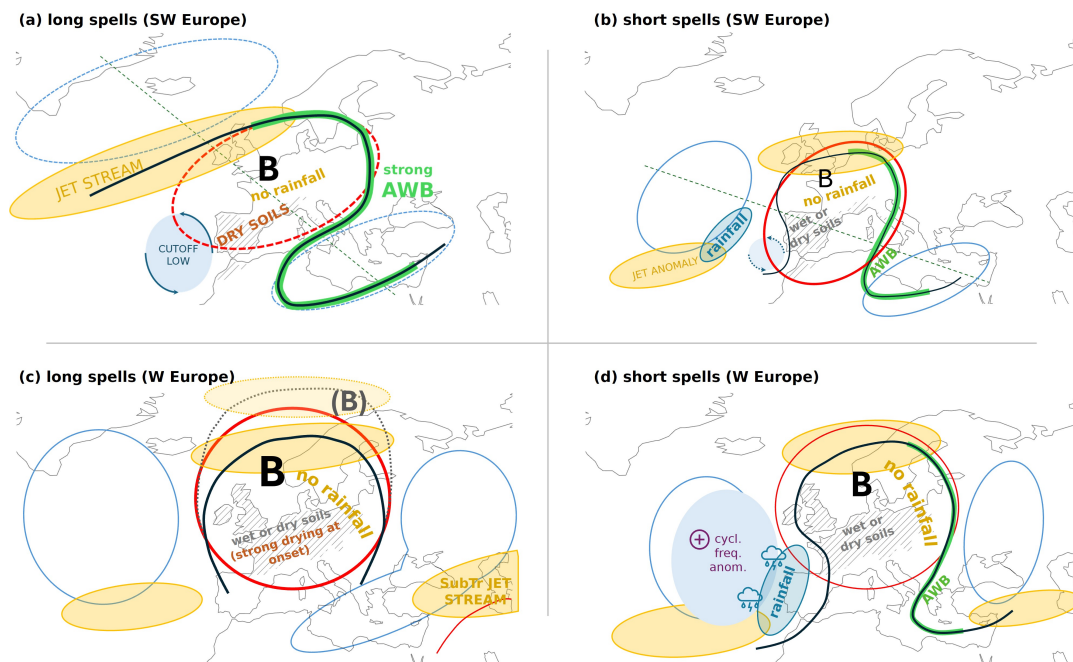 (a) long spells (SW Europe)
JET STREAM
B
no rainfall
DRY SOILS
strong
AWB
CUTOFF
LOW
(b) short spells (SW Europe)
B
no rainfall
wet or
dry soils
rainfall
JET ANOMALY
AWB
(c) long spells (W Europe)
(B)
B
no rainfall
wet or dry soils
(strong drying at
onset)
SubTr JET
STREAM
(d) short spells (W Europe)
B
no rainfall
wet or
dry soils
+ cycl.
freq.
anom.
rainfall
AWB